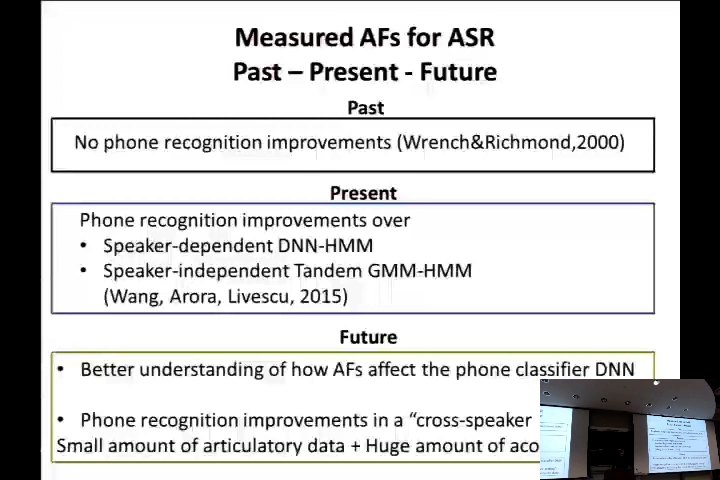 Measured AFs for ASR
Past – Present - Future
Past
No phone recognition improvements (Wrench&Richmond,2000)
Present
Phone recognition improvements over
• Speaker-dependent DNN-HMM
• Speaker-independent Tandem GMM-HMM
(Wang, Arora, Livescu, 2015)
Future
• Better understanding of how AFs affect the phone classifier DNN
• Phone recognition improvements in a “cross-speaker
Small amount of articulatory data + Huge amount of aco